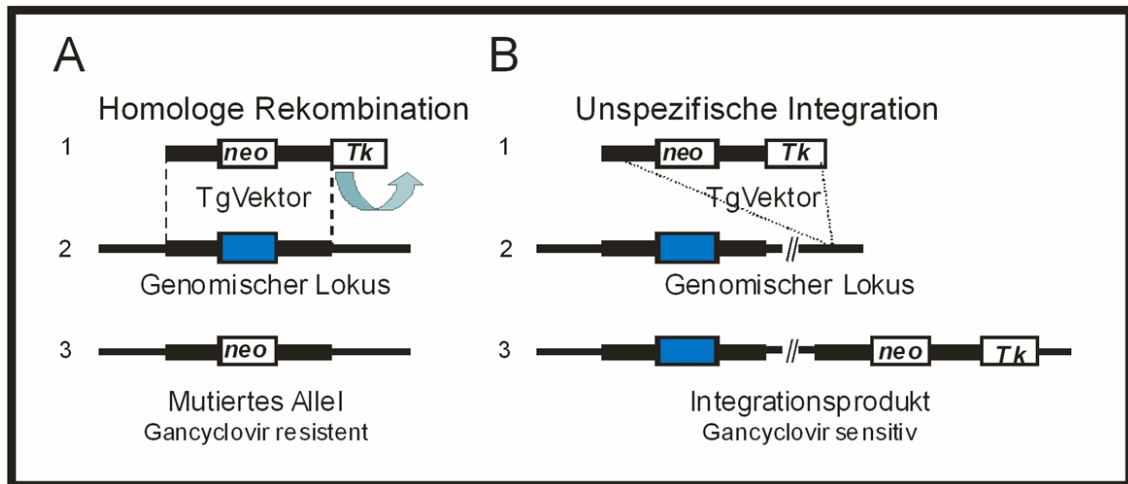 A
Homologe Rekombination
1 neo Tk
TgVektor
2
Genomischer Lokus
3 neo
Mutiertes Allel
Gancyclovir resistent
B
Unspezifische Integration
1 neo Tk
TgVektor
2 //
Genomischer Lokus
3 // neo Tk
Integrationsprodukt
Gancyclovir sensitiv